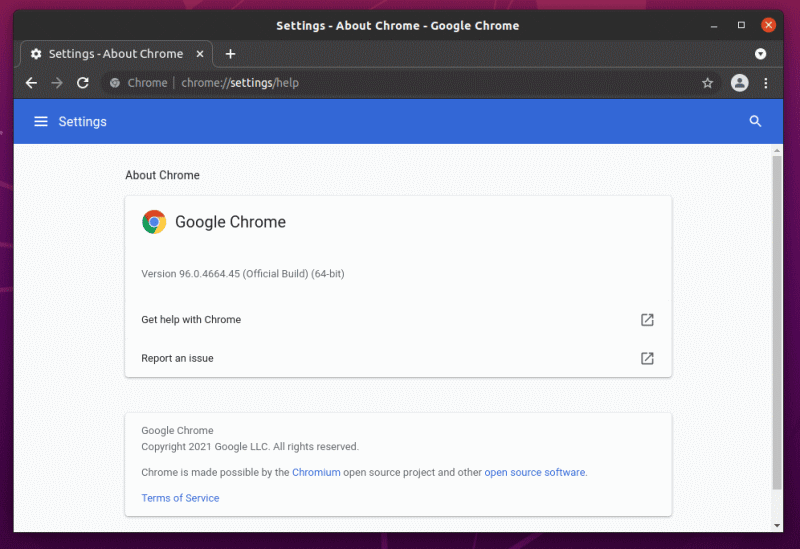 Settings - About Chrome - Google Chrome
Settings - About Chrome
Chrome | chrome://settings/help
Settings
About Chrome
Google Chrome
Version 96.0.4664.45 (Official Build) (64-bit)
Get help with Chrome
Report an issue
Google Chrome
Copyright 2021 Google LLC. All rights reserved.
Chrome is made possible by the Chromium open source project and other open source software.
Terms of Service